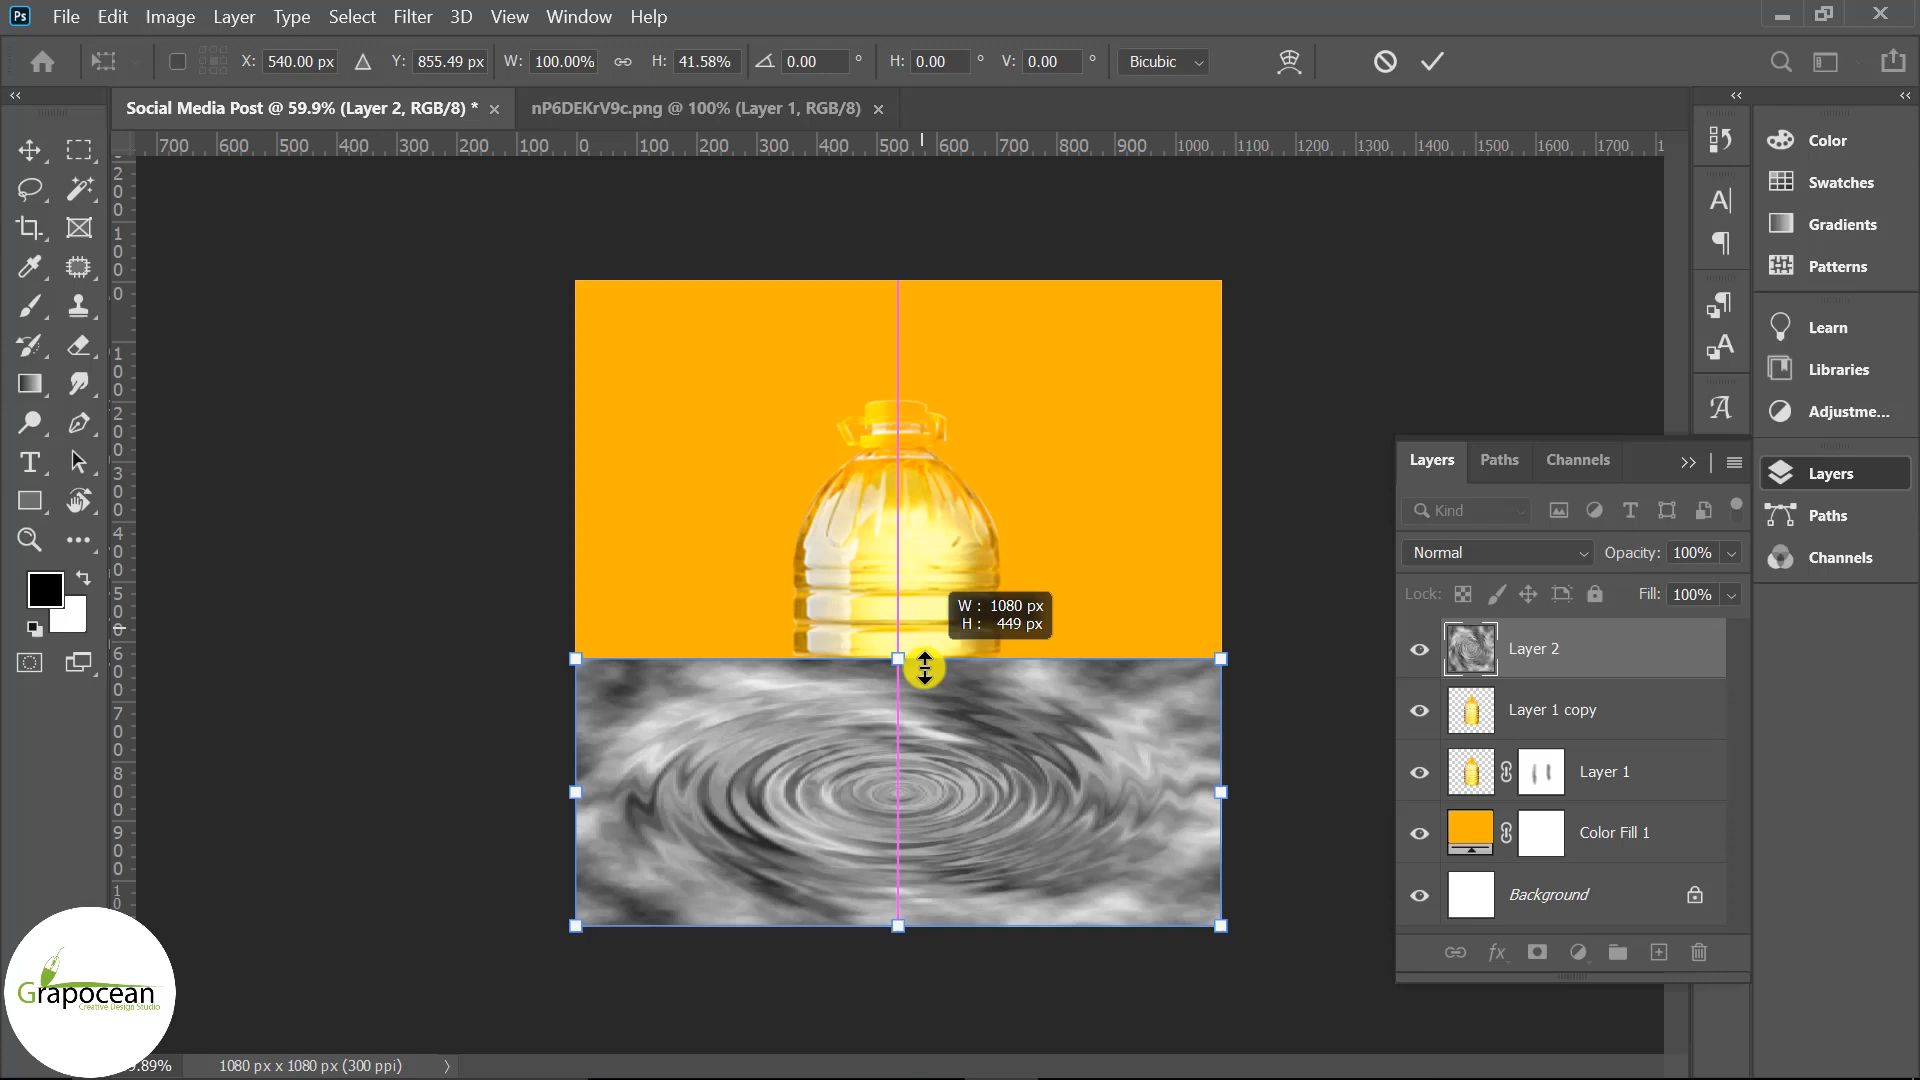 Ps File Edit Image Layer Type Select Filter 3D View Window Help
X: 540.00 px Y: 855.49 px W: 100.00% H: 41.58% 0.00 ° H: 0.00 ° V: 0.00 ° Bicubic
Social Media Post @ 59.9% (Layer 2, RGB/8) * × nP6DEKrV9c.png @ 100% (Layer 1, RGB/8) ×
700 600 500 400 300 200 100 0 100 200 300 400 500 600 700 800 900 1000 1100 1200 1300 1400 1500 1600 1700
Color
Swatches
Gradients
Patterns
Learn
Libraries
Adjustme...
Layers
Paths
Channels
W : 1080 px
H : 449 px
Layers Paths Channels
Kind
Normal Opacity: 100%
Lock: Fill: 100%
Layer 2
Layer 1 copy
Layer 1
Color Fill 1
Background
fx
Grapocean
Creative Design Studio
1080 px x 1080 px (300 ppi)